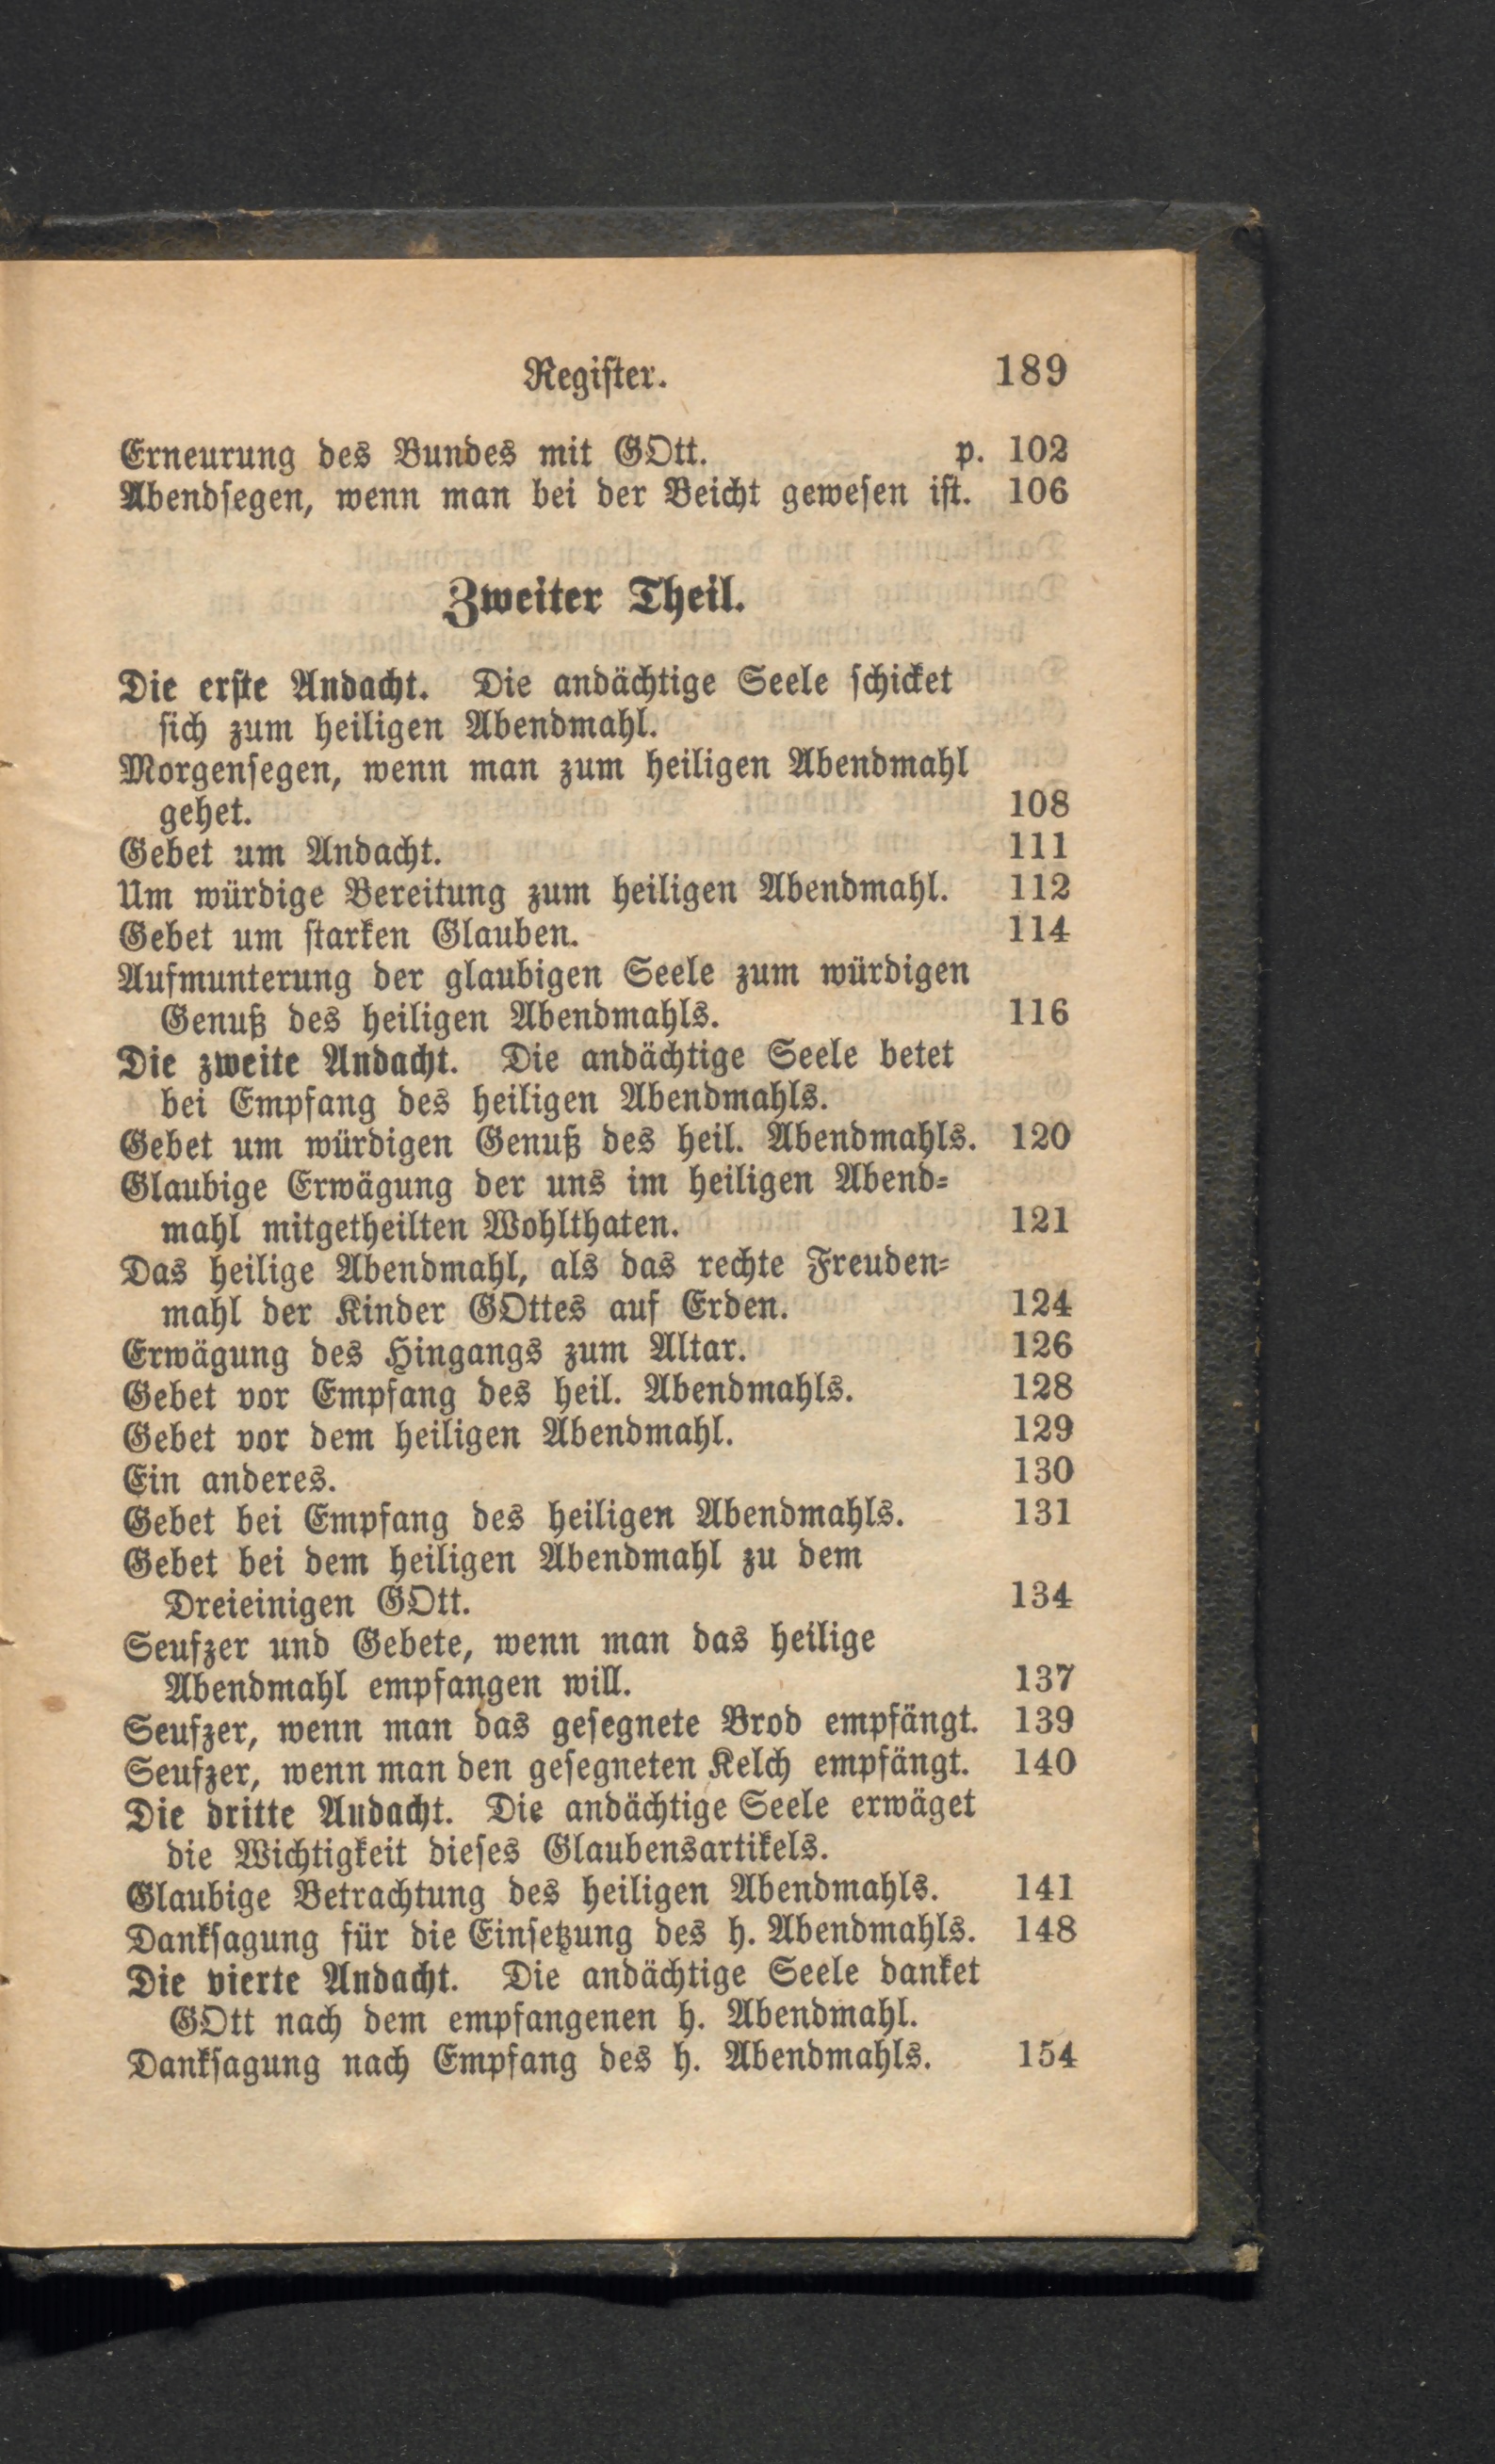 Register. 189
Erneurung des Bundes mit GOtt. p. 102
Abendsegen, wenn man bei der Beicht gewesen ist. 106
Zweiter Theil.
Die erste Andacht. Die andächtige Seele schicket
sich zum heiligen Abendmahl.
Morgensegen, wenn man zum heiligen Abendmahl
gehet. 108
Gebet um Andacht. 111
Um würdige Bereitung zum heiligen Abendmahl. 112
Gebet um starken Glauben. 114
Aufmunterung der glaubigen Seele zum würdigen
Genuß des heiligen Abendmahls. 116
Die zweite Andacht. Die andächtige Seele betet
bei Empfang des heiligen Abendmahls.
Gebet um würdigen Genuß des heil. Abendmahls. 120
Glaubige Erwägung der uns im heiligen Abend-
mahl mitgetheilten Wohlthaten. 121
Das heilige Abendmahl, als das rechte Freuden-
mahl der Kinder GOttes auf Erden. 124
Erwägung des Hingangs zum Altar. 126
Gebet vor Empfang des heil. Abendmahls. 128
Gebet vor dem heiligen Abendmahl. 129
Ein anderes. 130
Gebet bei Empfang des heiligen Abendmahls. 131
Gebet bei dem heiligen Abendmahl zu dem
Dreieinigen GOtt. 134
Seufzer und Gebete, wenn man das heilige
Abendmahl empfangen will. 137
Seufzer, wenn man das gesegnete Brod empfängt. 139
Seufzer, wenn man den gesegneten Kelch empfängt. 140
Die dritte Andacht. Die andächtige Seele erwäget
die Wichtigkeit dieses Glaubensartikels.
Glaubige Betrachtung des heiligen Abendmahls. 141
Danksagung für die Einsetzung des h. Abendmahls. 148
Die vierte Andacht. Die andächtige Seele danket
GOtt nach dem empfangenen h. Abendmahl.
Danksagung nach Empfang des h. Abendmahls. 154